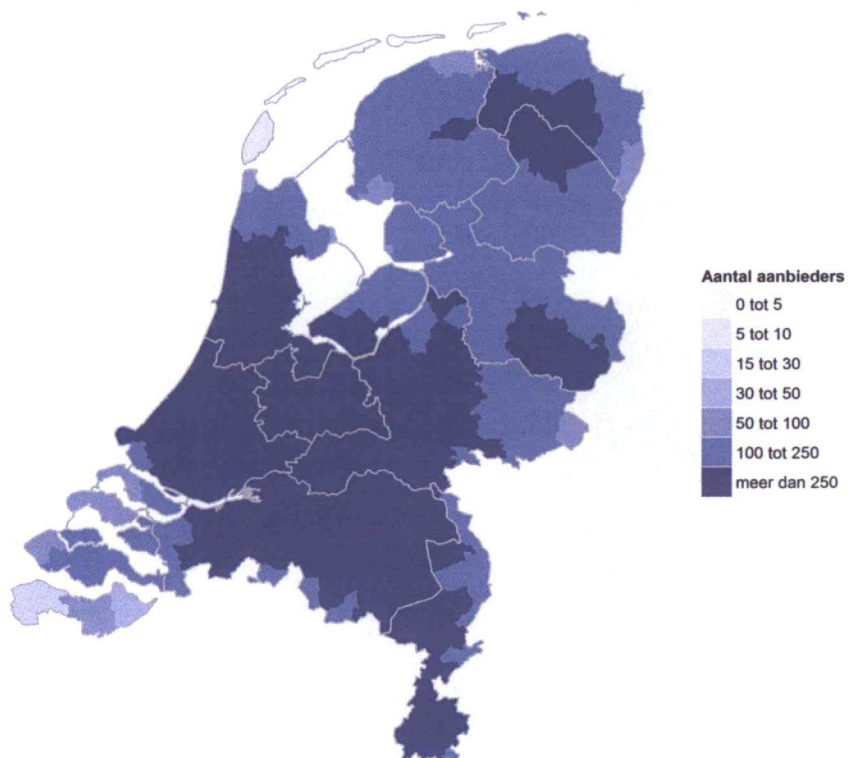 Aantal aanbieders
0 tot 5
5 tot 10
15 tot 30
30 tot 50
50 tot 100
100 tot 250
meer dan 250